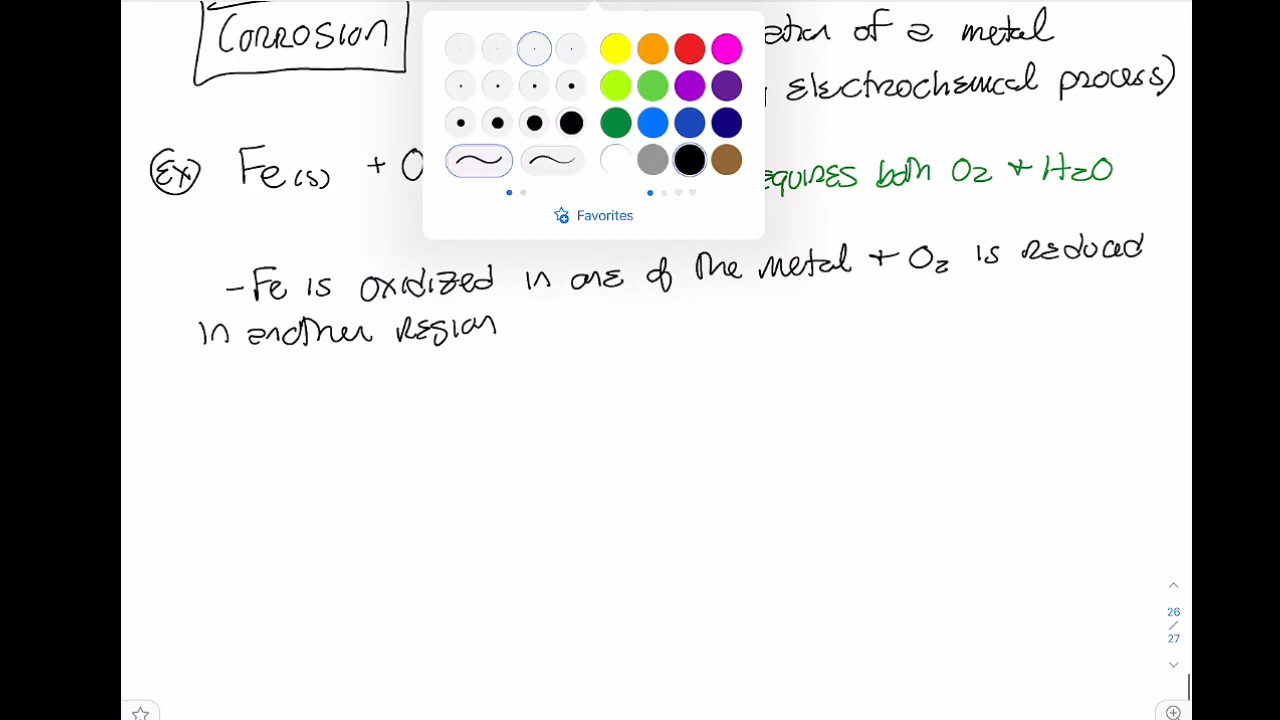 CORROSION
of a metal
electrochemical process)
Ex Fe(s) + O
requires both O2 + H2O
Favorites
- Fe is oxidized in one of the metal + O2 is reduced
in another region
26
/
27